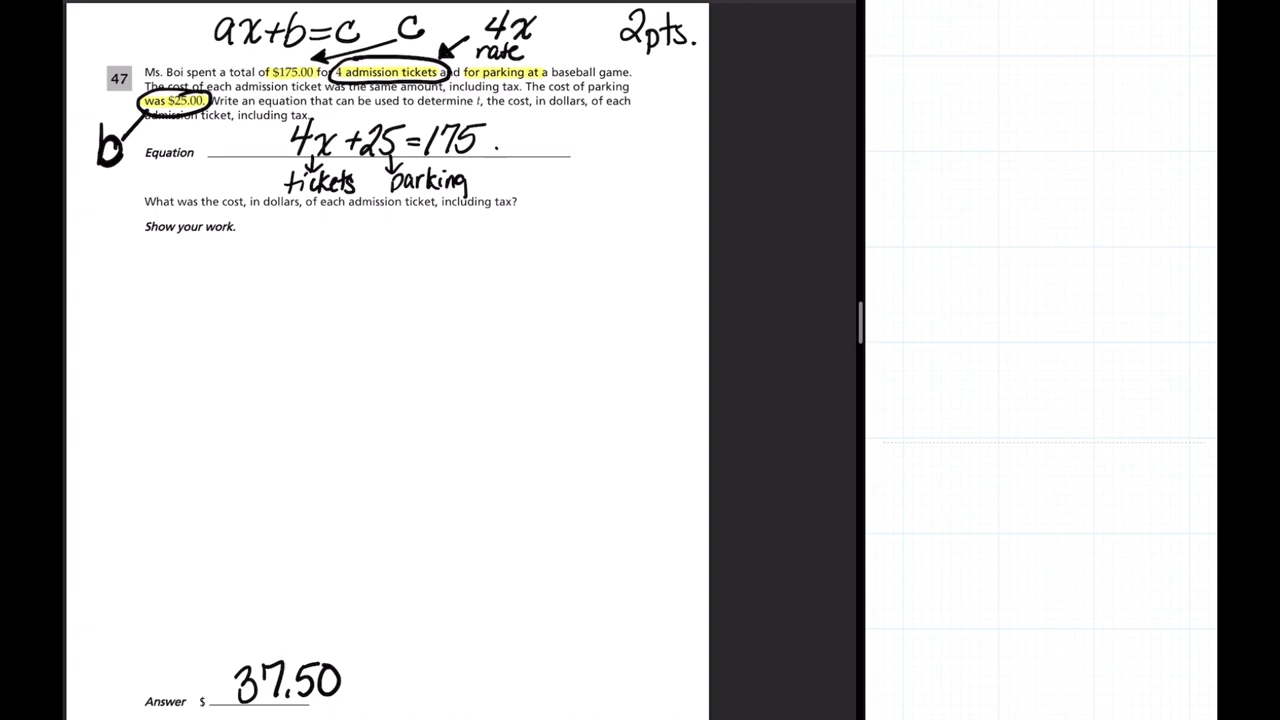 ax+b=c c 4x 2pts.
rate
47 Ms. Boi spent a total of $175.00 for 4 admission tickets and for parking at a baseball game.
The cost of each admission ticket was the same amount, including tax. The cost of parking
was $25.00. Write an equation that can be used to determine t, the cost, in dollars, of each
admission ticket, including tax.
b
Equation 4x+25=175.
tickets parking
What was the cost, in dollars, of each admission ticket, including tax?
Show your work.
Answer $ 37.50